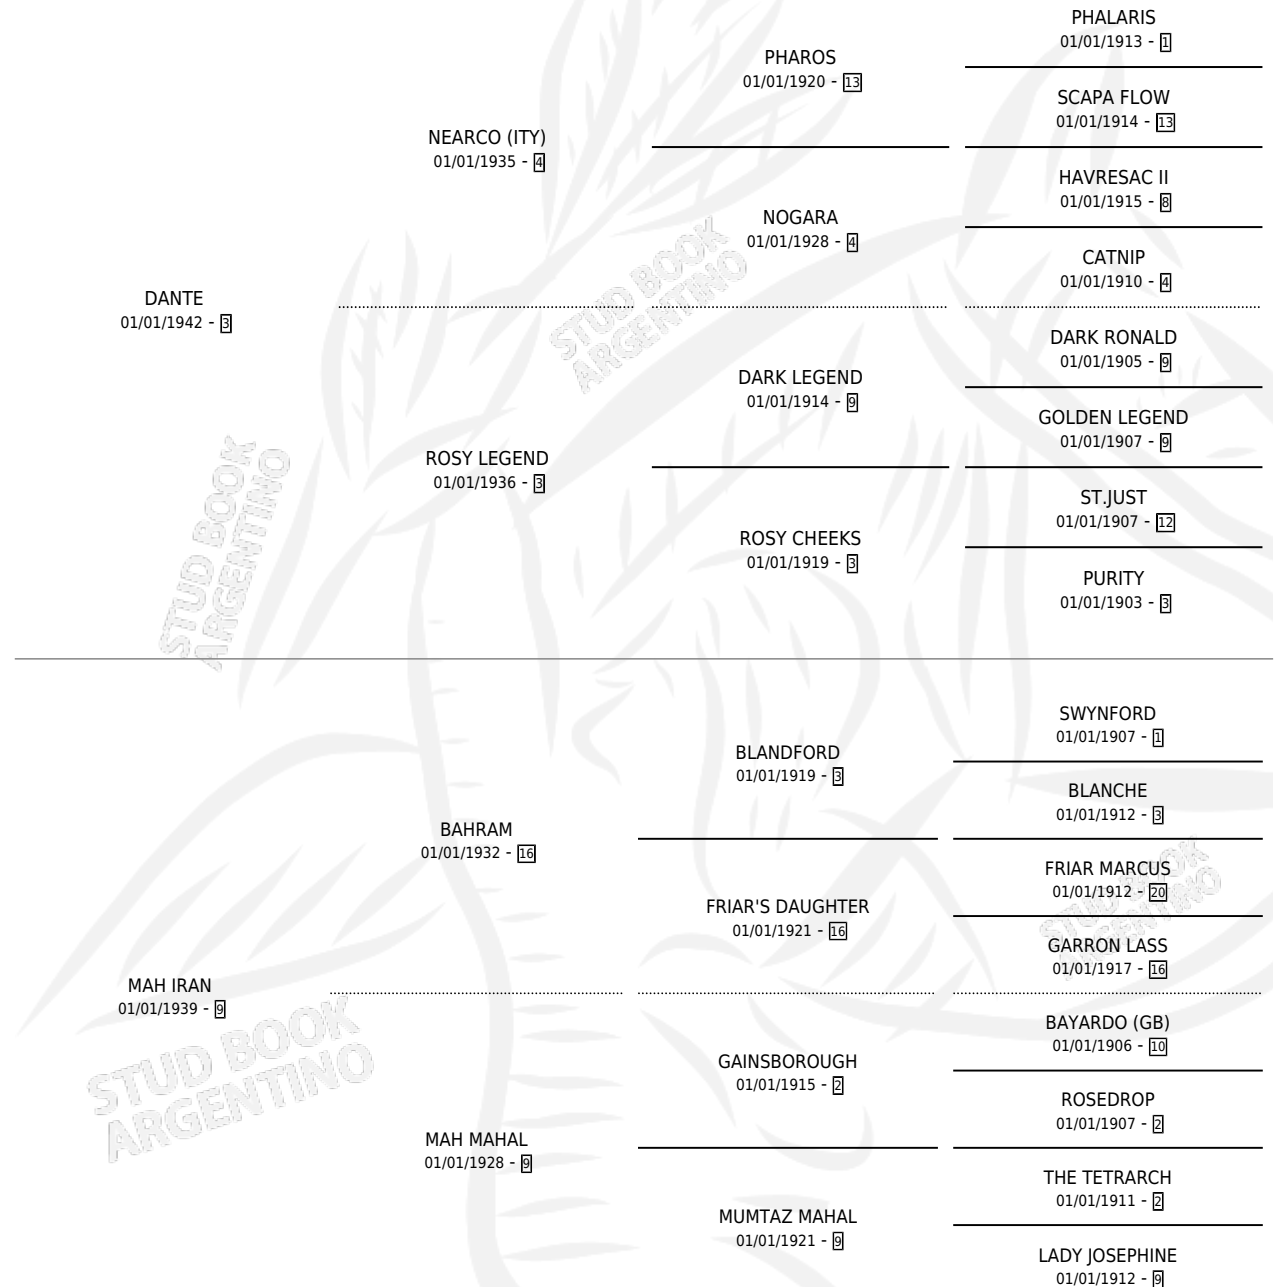 PHALARIS
01/01/1913 - 1
PHAROS
01/01/1920 - 13
SCAPA FLOW
01/01/1914 - 13
NEARCO (ITY)
01/01/1935 - 4
HAVRESAC II
01/01/1915 - 8
NOGARA
01/01/1928 - 4
CATNIP
01/01/1910 - 4
DANTE
01/01/1942 - 3
DARK RONALD
01/01/1905 - 9
DARK LEGEND
01/01/1914 - 9
GOLDEN LEGEND
01/01/1907 - 9
ROSY LEGEND
01/01/1936 - 3
ST.JUST
01/01/1907 - 12
ROSY CHEEKS
01/01/1919 - 3
PURITY
01/01/1903 - 3
STUD BOOK
ARGENTINO
STUD BOOK
ARGENTINO
SWYNFORD
01/01/1907 - 1
BLANDFORD
01/01/1919 - 3
BLANCHE
01/01/1912 - 3
BAHRAM
01/01/1932 - 16
FRIAR MARCUS
01/01/1912 - 20
FRIAR'S DAUGHTER
01/01/1921 - 16
GARRON LASS
01/01/1917 - 16
MAH IRAN
01/01/1939 - 9
BAYARDO (GB)
01/01/1906 - 10
GAINSBOROUGH
01/01/1915 - 2
ROSEDROP
01/01/1907 - 2
MAH MAHAL
01/01/1928 - 9
THE TETRARCH
01/01/1911 - 2
MUMTAZ MAHAL
01/01/1921 - 9
LADY JOSEPHINE
01/01/1912 - 9
STUD BOOK
ARGENTINO
STUD BOOK
ARGENTINO